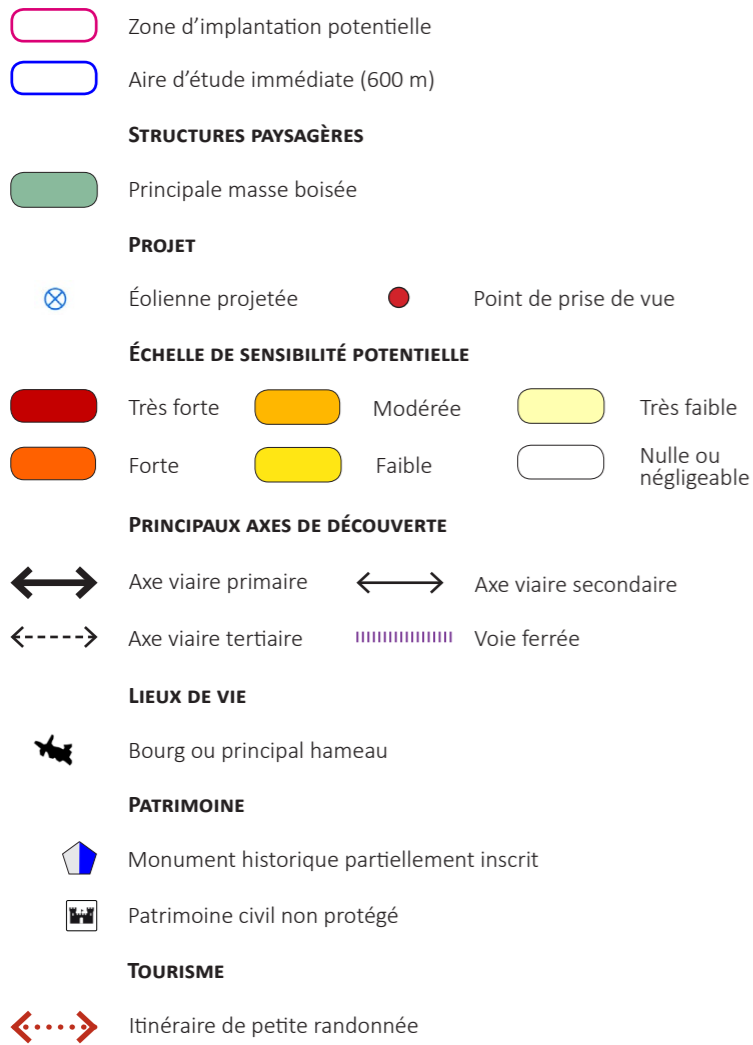 Zone d'implantation potentielle
Aire d'étude immédiate (600 m)
STRUCTURES PAYSAGÈRES
Principale masse boisée
PROJET
Éolienne projetée
Point de prise de vue
ÉCHELLE DE SENSIBILITÉ POTENTIELLE
Très forte
Modérée
Très faible
Forte
Faible
Nulle ou
négligeable
PRINCIPAUX AXES DE DÉCOUVERTE
Axe viaire primaire
Axe viaire secondaire
Axe viaire tertiaire
Voie ferrée
LIEUX DE VIE
Bourg ou principal hameau
PATRIMOINE
Monument historique partiellement inscrit
Patrimoine civil non protégé
TOURISME
Itinéraire de petite randonnée